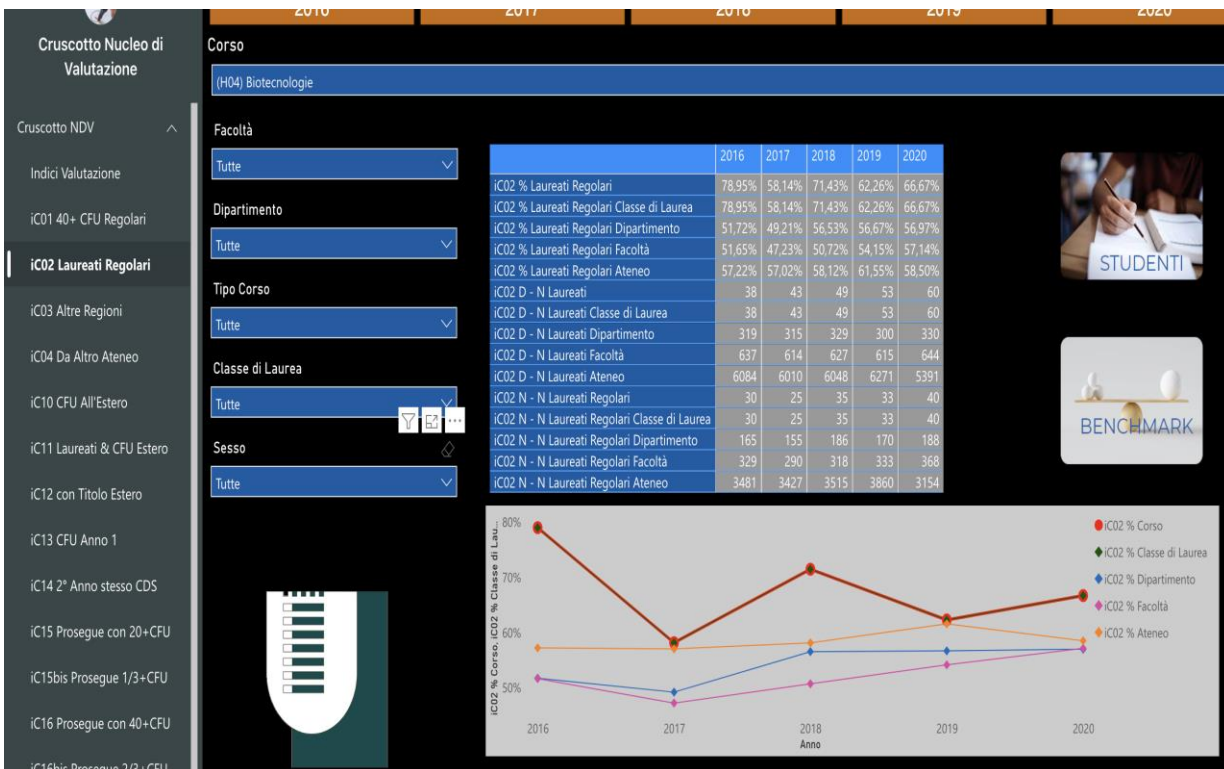 2016 2017 2018 2019 2020
Cruscotto Nucleo di
Valutazione
Cruscotto NDV
Indici Valutazione
iC01 40+ CFU Regolari
iC02 Laureati Regolari
iC03 Altre Regioni
iC04 Da Altro Ateneo
iC10 CFU All'Estero
iC11 Laureati & CFU Estero
iC12 con Titolo Estero
iC13 CFU Anno 1
iC14 2° Anno stesso CDS
iC15 Prosegue con 20+CFU
iC15bis Prosegue 1/3+CFU
iC16 Prosegue con 40+CFU
iC16bis Prosegue 2/3+CFU
Corso
(H04) Biotecnologie
Facoltà
Tutte
Dipartimento
Tutte
Tipo Corso
Tutte
Classe di Laurea
Tutte
Sesso
Tutte
2016 2017 2018 2019 2020
iC02 % Laureati Regolari 78,95% 58,14% 71,43% 62,26% 66,67%
iC02 % Laureati Regolari Classe di Laurea 78,95% 58,14% 71,43% 62,26% 66,67%
iC02 % Laureati Regolari Dipartimento 51,72% 49,21% 56,53% 56,67% 56,97%
iC02 % Laureati Regolari Facoltà 51,65% 47,23% 50,72% 54,15% 57,14%
iC02 % Laureati Regolari Ateneo 57,22% 57,02% 58,12% 61,55% 58,50%
iC02 D - N Laureati 38 43 49 53 60
iC02 D - N Laureati Classe di Laurea 38 43 49 53 60
iC02 D - N Laureati Dipartimento 319 315 329 300 330
iC02 D - N Laureati Facoltà 637 614 627 615 644
iC02 D - N Laureati Ateneo 6084 6010 6048 6271 5391
iC02 N - N Laureati Regolari 30 25 35 33 40
iC02 N - N Laureati Regolari Classe di Laurea 30 25 35 33 40
iC02 N - N Laureati Regolari Dipartimento 165 155 186 170 188
iC02 N - N Laureati Regolari Facoltà 329 290 318 333 368
iC02 N - N Laureati Regolari Ateneo 3481 3427 3515 3860 3154
STUDENTI
BENCHMARK
iC02 % Corso, iC02 % Classe di Lau...
80%
70%
60%
50%
2016 2017 2018 2019 2020
Anno
iC02 % Corso
iC02 % Classe di Laurea
iC02 % Dipartimento
iC02 % Facoltà
iC02 % Ateneo